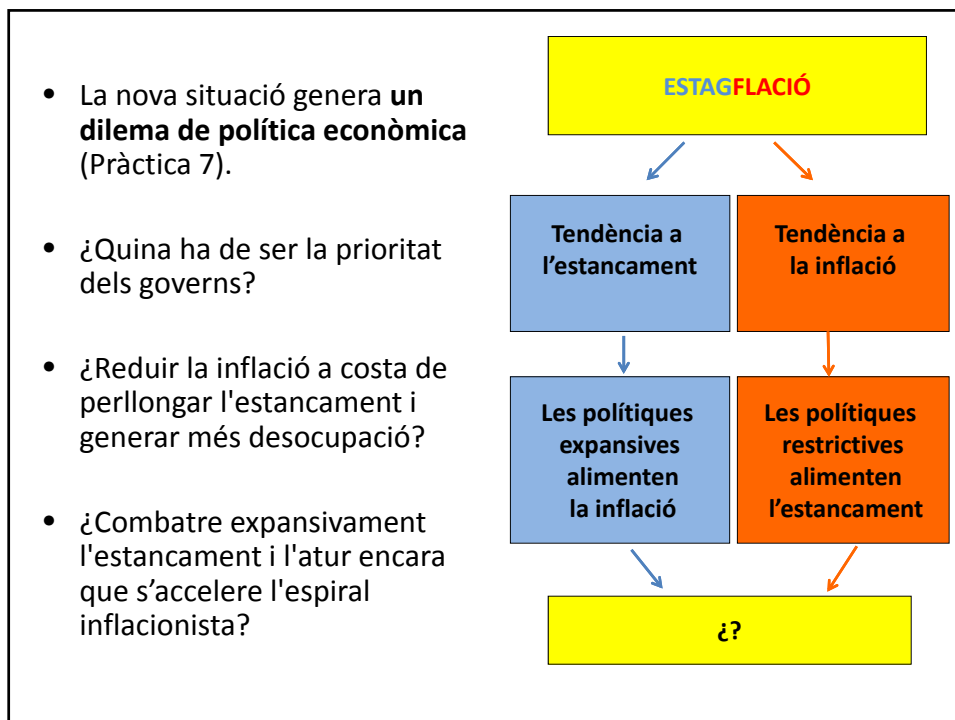 • La nova situació genera un
dilema de política econòmica
(Pràctica 7).
• ¿Quina ha de ser la prioritat
dels governs?
• ¿Reduir la inflació a costa de
perllongar l'estancament i
generar més desocupació?
• ¿Combatre expansivament
l'estancament i l'atur encara
que s’accelere l'espiral
inflacionista?
ESTAGFLACIÓ
Tendència a
l’estancament
Tendència a
la inflació
Les polítiques
expansives
alimenten
la inflació
Les polítiques
restrictives
alimenten
l’estancament
¿?